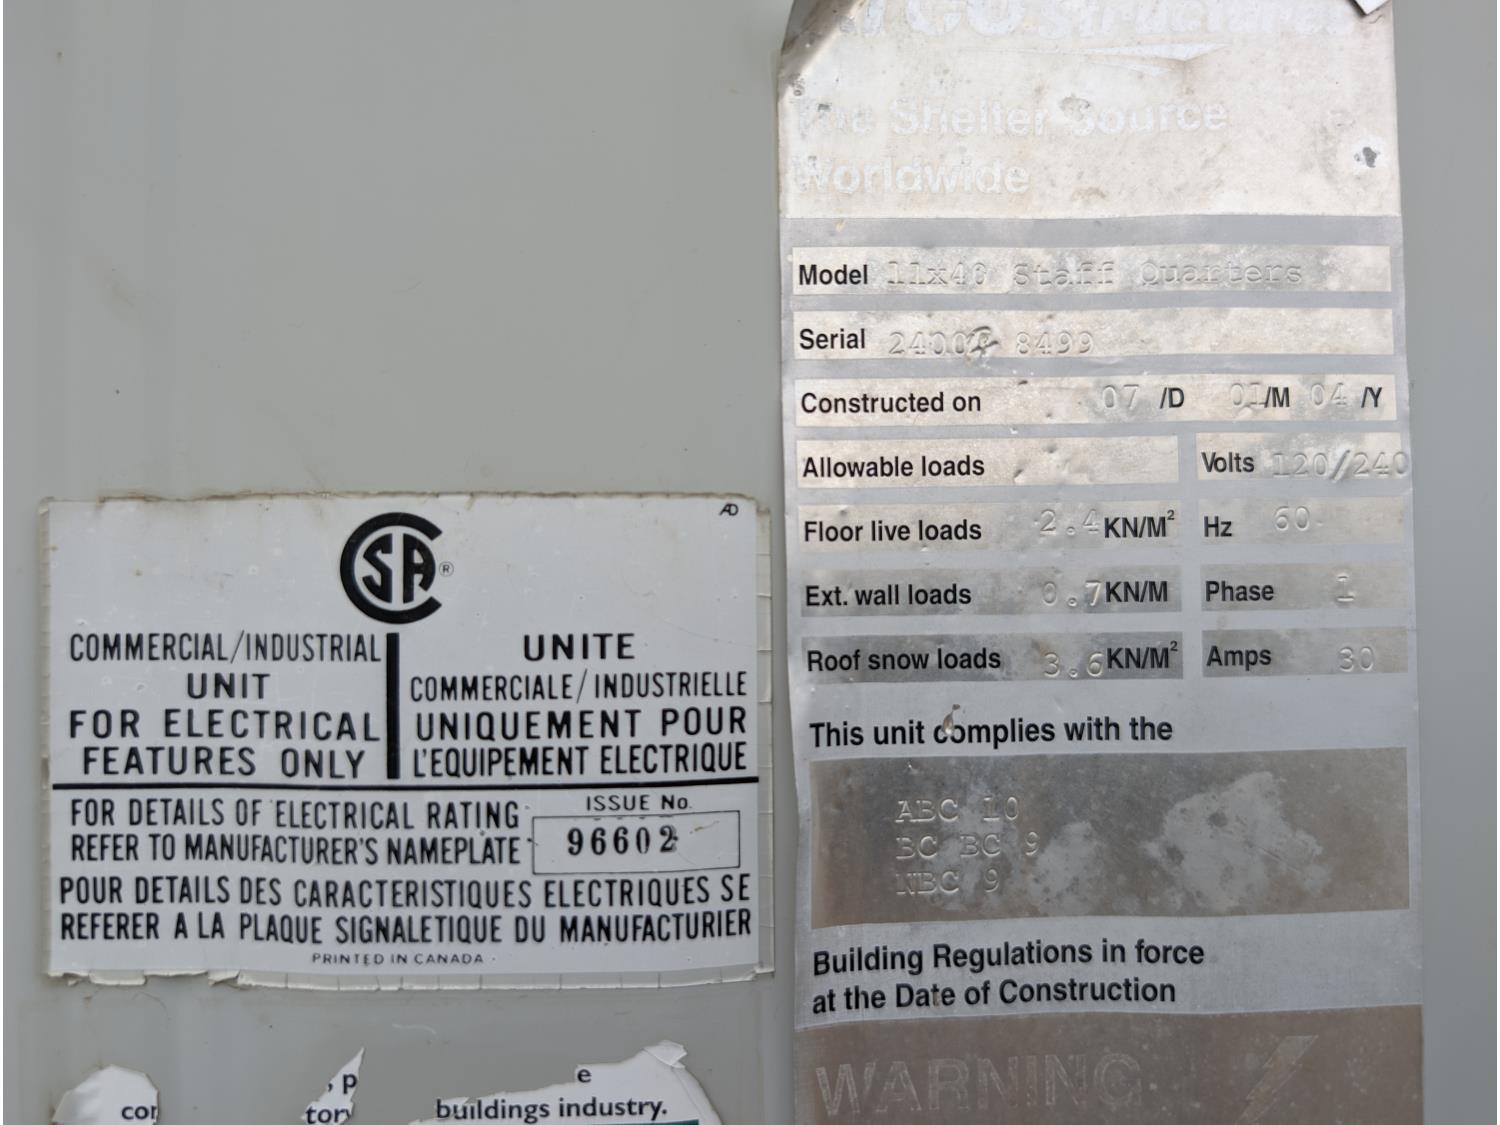 CSA ®
AD
COMMERCIAL/INDUSTRIAL
UNIT
FOR ELECTRICAL
FEATURES ONLY
UNITE
COMMERCIALE/INDUSTRIELLE
UNIQUEMENT POUR
L'EQUIPEMENT ELECTRIQUE
FOR DETAILS OF ELECTRICAL RATING
REFER TO MANUFACTURER'S NAMEPLATE
ISSUE No.
96602
POUR DETAILS DES CARACTERISTIQUES ELECTRIQUES SE
REFERER A LA PLAQUE SIGNALETIQUE DU MANUFACTURIER
PRINTED IN CANADA
buildings industry.
Structures
The Shelter Source
Worldwide
Model 11x46 Staff Quarters
Serial 8499
Constructed on 07 /D 01/M 04 /Y
Allowable loads
Volts 120/240
Floor live loads 2.4 KN/M²
Hz 60
Ext. wall loads 0.7 KN/M
Phase 1
Roof snow loads 3.6 KN/M²
Amps 30
This unit complies with the
ABC 10
BC BC 9
NBC 9
Building Regulations in force
at the Date of Construction
WARNING